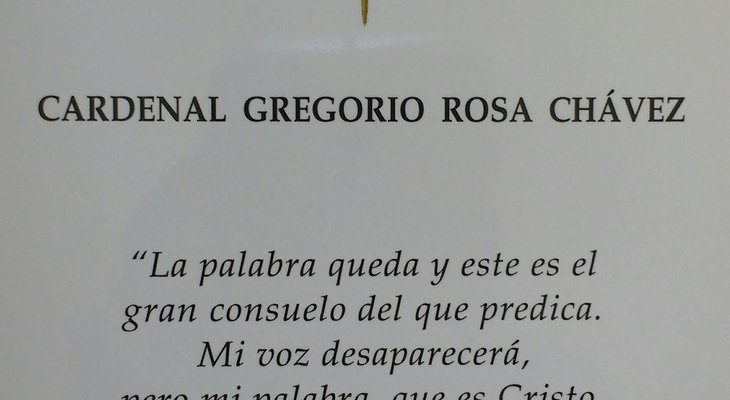 CARDENAL GREGORIO ROSA CHÁVEZ
“La palabra queda y este es el
gran consuelo del que predica.
Mi voz desaparecerá,
pero mi palabra, que es Cristo,